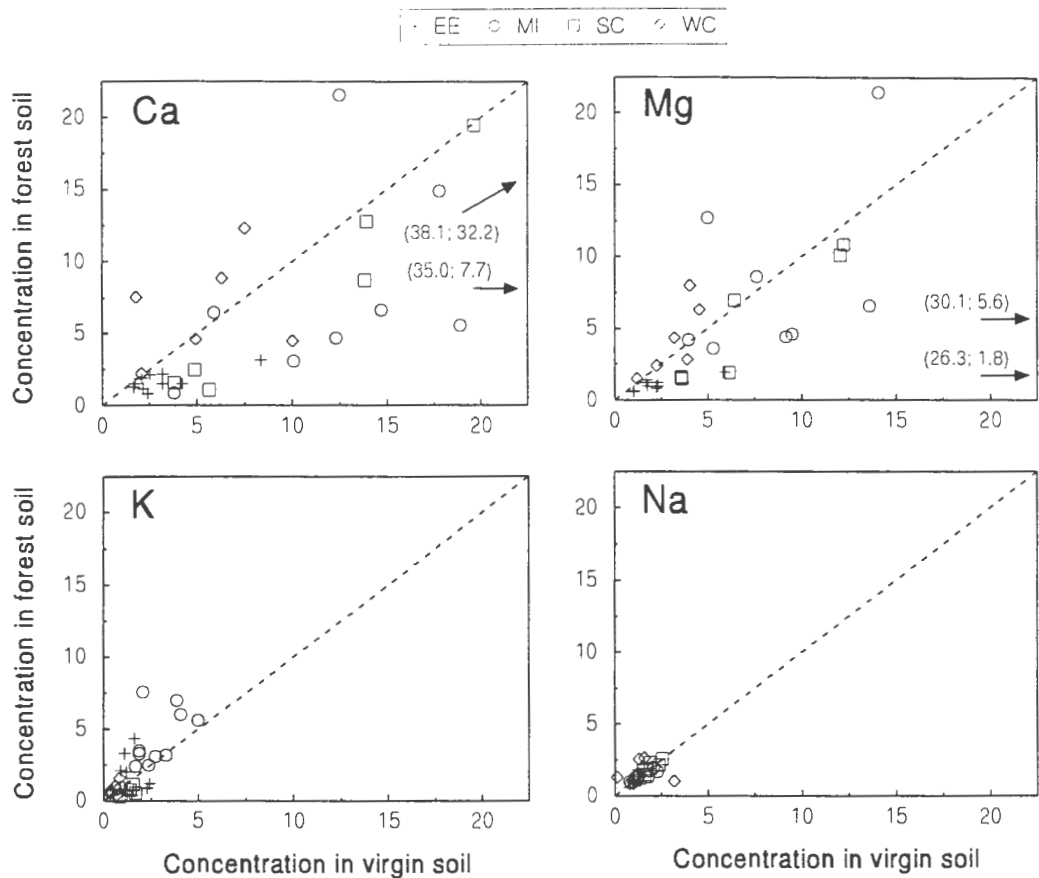 EE MI SC WC
Ca
Concentration in forest soil
20
15
10
5
0
(38.1; 32.2)
(35.0; 7.7)
0 5 10 15 20
Mg
20
15
10
5
0
(30.1; 5.6)
(26.3; 1.8)
0 5 10 15 20
K
Concentration in forest soil
20
15
10
5
0
0 5 10 15 20
Concentration in virgin soil
Na
20
15
10
5
0
0 5 10 15 20
Concentration in virgin soil